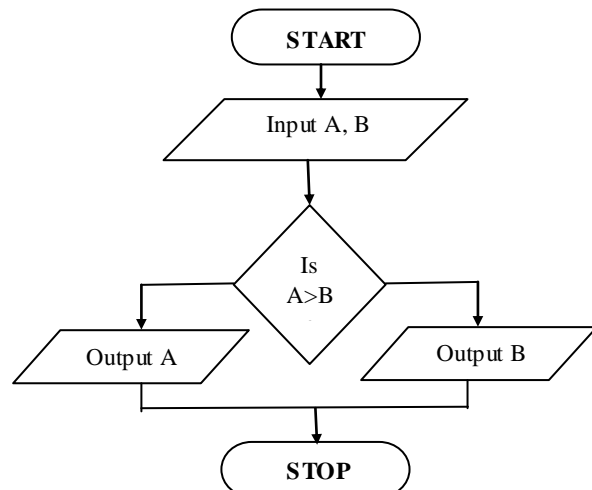 START
Input A, B
Is
A>B
Output A
Output B
STOP